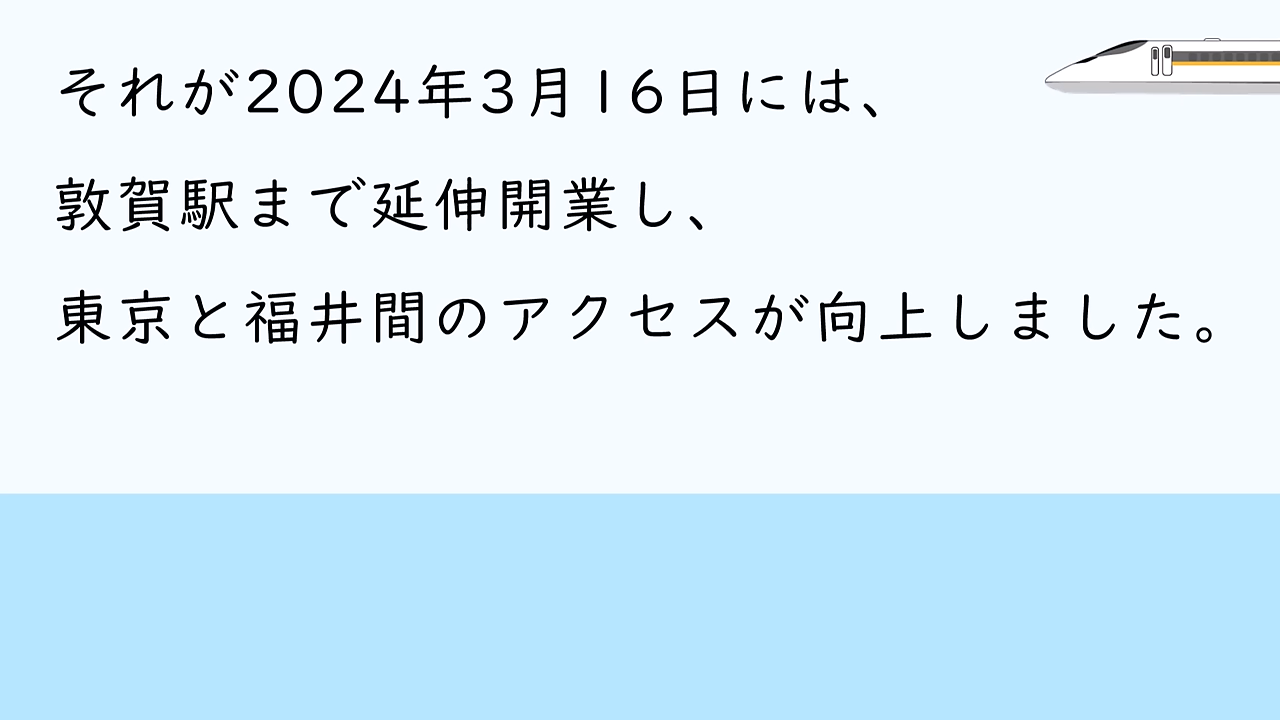 それが2024年3月16日には、
敦賀駅まで延伸開業し、
東京と福井間のアクセスが向上しました。